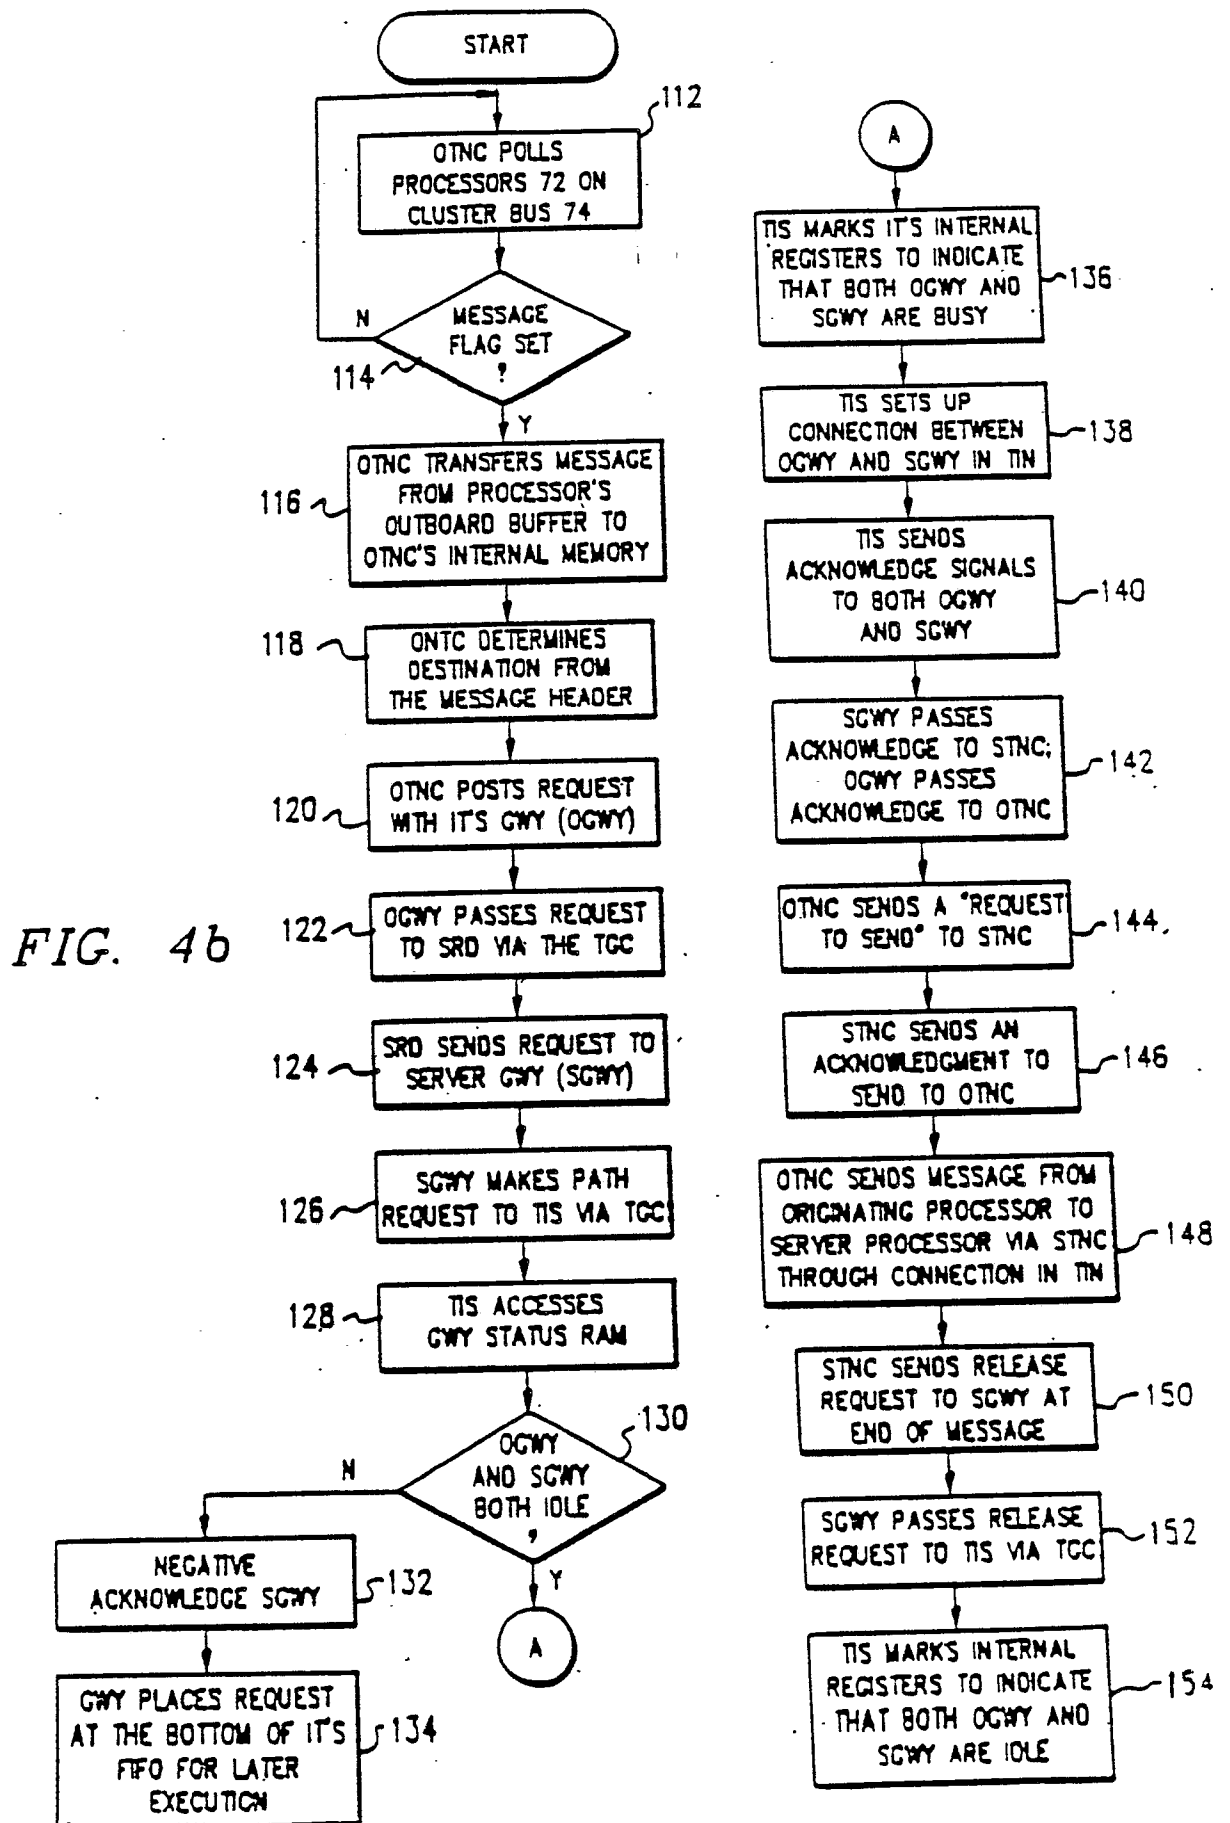 START
112
OTNC POLLS
PROCESSORS 72 ON
CLUSTER BUS 74
N
MESSAGE
FLAG SET
?
114
Y
116
OTNC TRANSFERS MESSAGE
FROM PROCESSOR'S
OUTBOARD BUFFER TO
OTNC'S INTERNAL MEMORY
118
ONTC DETERMINES
DESTINATION FROM
THE MESSAGE HEADER
120
OTNC POSTS REQUEST
WITH IT'S GWY (OGWY)
FIG. 4b
122
OGWY PASSES REQUEST
TO SRD VIA THE TGC
124
SRD SENDS REQUEST TO
SERVER GWY (SGWY)
126
SGWY MAKES PATH
REQUEST TO TIS VIA TGC
128
TIS ACCESSES
GWY STATUS RAM
130
OGWY
AND SGWY
BOTH IDLE
?
N
Y
A
NEGATIVE
ACKNOWLEDGE SGWY
132
GWY PLACES REQUEST
AT THE BOTTOM OF IT'S
FIFO FOR LATER
EXECUTION
134
A
TIS MARKS IT'S INTERNAL
REGISTERS TO INDICATE
THAT BOTH OGWY AND
SGWY ARE BUSY
136
TIS SETS UP
CONNECTION BETWEEN
OGWY AND SGWY IN TIN
138
TIS SENDS
ACKNOWLEDGE SIGNALS
TO BOTH OGWY
AND SGWY
140
SGWY PASSES
ACKNOWLEDGE TO STNC;
OGWY PASSES
ACKNOWLEDGE TO OTNC
142
OTNC SENDS A "REQUEST
TO SEND" TO STNC
144
STNC SENDS AN
ACKNOWLEDGMENT TO
SEND TO OTNC
146
OTNC SENDS MESSAGE FROM
ORIGINATING PROCESSOR TO
SERVER PROCESSOR VIA STNC
THROUGH CONNECTION IN TIN
148
STNC SENDS RELEASE
REQUEST TO SGWY AT
END OF MESSAGE
150
SGWY PASSES RELEASE
REQUEST TO TIS VIA TGC
152
TIS MARKS INTERNAL
REGISTERS TO INDICATE
THAT BOTH OGWY AND
SGWY ARE IDLE
154